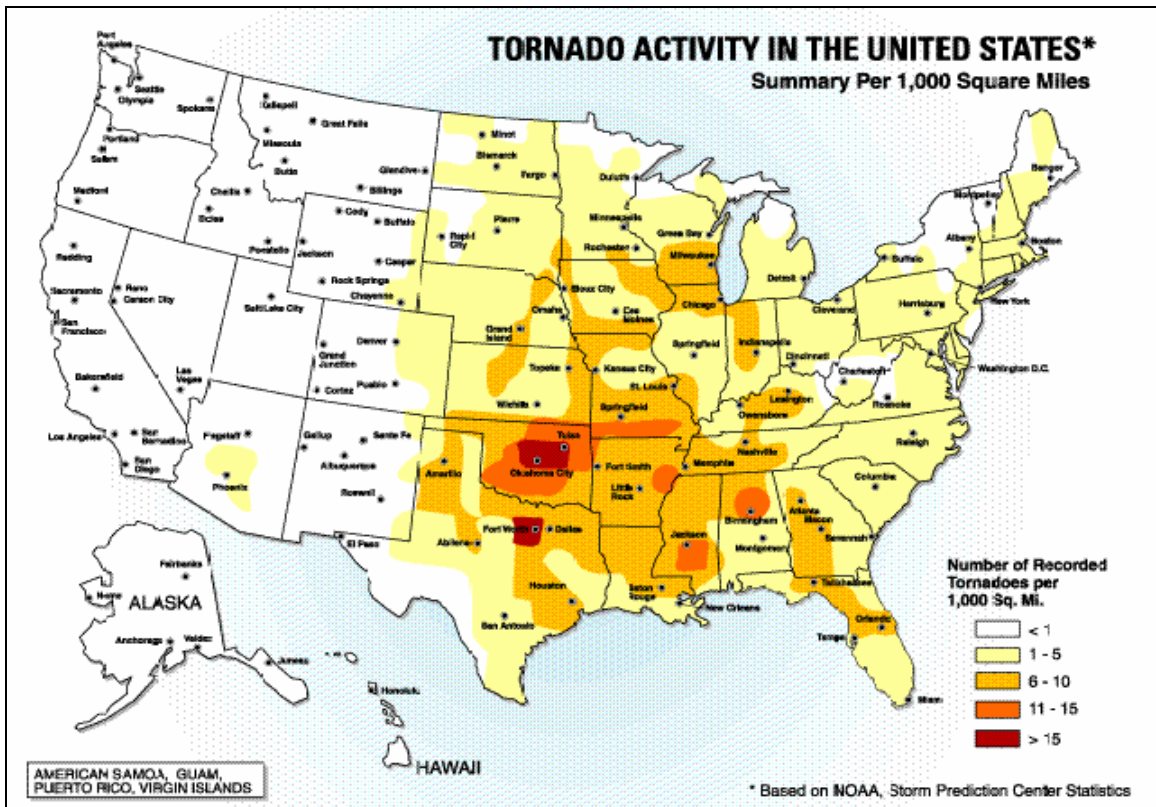 TORNADO ACTIVITY IN THE UNITED STATES*
Summary Per 1,000 Square Miles
Port
Angeles
Seattle
Olympia
Spokane
Portland
Salem
Medford
Kalispell
Great Falls
Missoula
Butte
Glendive
Billings
Challis
Boise
Pocatello
Cody
Buffalo
Jackson
Casper
Rock Springs
Cheyenne
Redding
Reno
Carson City
Sacramento
San
Francisco
Salt Lake City
Bakersfield
Las
Vegas
Los Angeles
San
Bernadino
San
Diego
Denver
Grand
Junction
Pueblo
Cortez
Flagstaff
Phoenix
Gallup
Santa Fe
Albuquerque
Roswell
El Paso
Minot
Bismarck
Fargo
Pierre
Rapid
City
Duluth
Minneapolis
Rochester
Green Bay
Milwaukee
Sioux City
Omaha
Des
Moines
Grand
Island
Chicago
Springfield
Indianapolis
Detroit
Cleveland
Cincinnati
Topeka
Kansas City
St. Louis
Wichita
Springfield
Owensboro
Lexington
Charleston
Roanoke
Nashville
Memphis
Raleigh
Columbia
Tulsa
Oklahoma City
Amarillo
Fort Smith
Little
Rock
Fort Worth
Dallas
Abilene
Houston
San Antonio
Jackson
Birmingham
Montgomery
Atlanta
Macon
Savannah
Baton
Rouge
New Orleans
Tallahassee
Orlando
Tampa
Miami
Bangor
Montpelier
Albany
Boston
Buffalo
Harrisburg
New York
Washington D.C.
Fairbanks
Nome
ALASKA
Anchorage
Valdez
Juneau
Honolulu
HAWAII
AMERICAN SAMOA, GUAM,
PUERTO RICO, VIRGIN ISLANDS
Number of Recorded
Tornadoes per
1,000 Sq. Mi.
< 1
1 - 5
6 - 10
11 - 15
> 15
* Based on NOAA, Storm Prediction Center Statistics